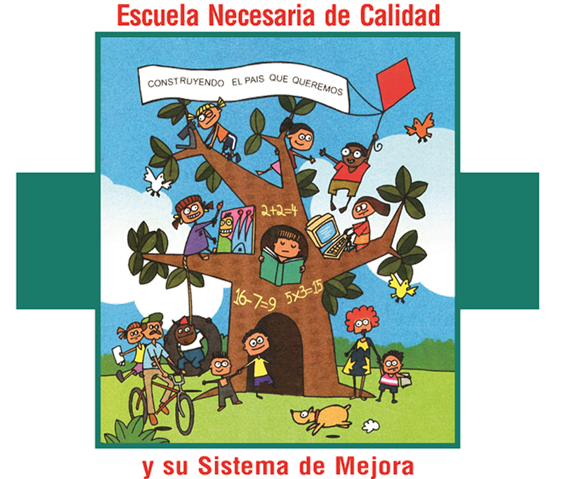 Escuela Necesaria de Calidad
CONSTRUYENDO EL PAIS QUE QUEREMOS
2+2=4
16-7=9 5x3=15
y su Sistema de Mejora